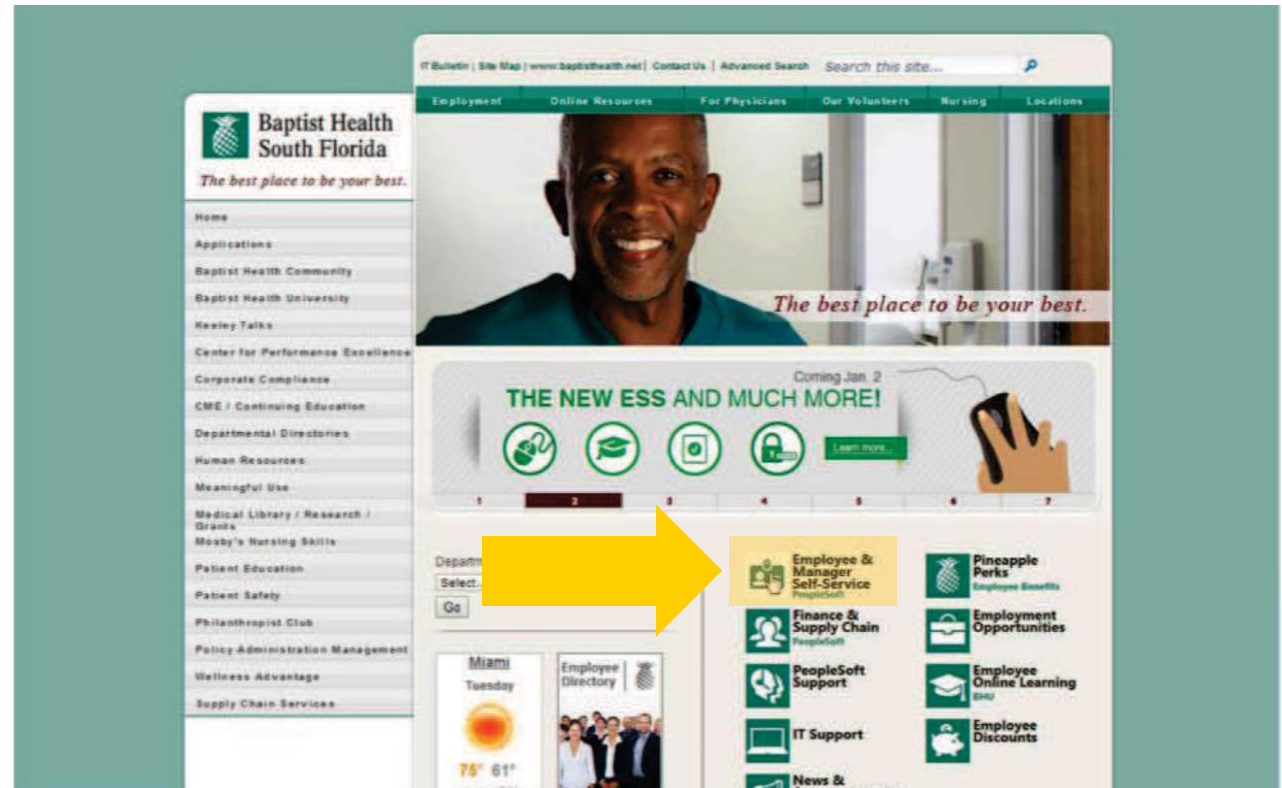 IT Bulletin | Site Map | www.baptisthealth.net | Contact Us | Advanced Search Search this site...
Employment Online Resources For Physicians Our Volunteers Nursing Locations
Baptist Health
South Florida
The best place to be your best.
Home
Applications
Baptist Health Community
Baptist Health University
Keeley Talks
Center for Performance Excellence
Corporate Compliance
CME / Continuing Education
Departmental Directories
Human Resources
Meaningful Use
Medical Library / Research /
Grants
Mosby's Nursing Skills
Patient Education
Patient Safety
Philanthropist Club
Policy Administration Management
Wellness Advantage
Supply Chain Services
The best place to be your best.
Coming Jan. 2
THE NEW ESS AND MUCH MORE!
Learn more...
1 2 3 4 5 6 7
Select..
Go
Miami
Tuesday
75° 61°
Employee
Directory
Employee &
Manager
Self-Service
PeopleSoft
Finance &
Supply Chain
PeopleSoft
PeopleSoft
Support
IT Support
News &
Pineapple
Perks
Employee Benefits
Employment
Opportunities
Employee
Online Learning
BHU
Employee
Discounts